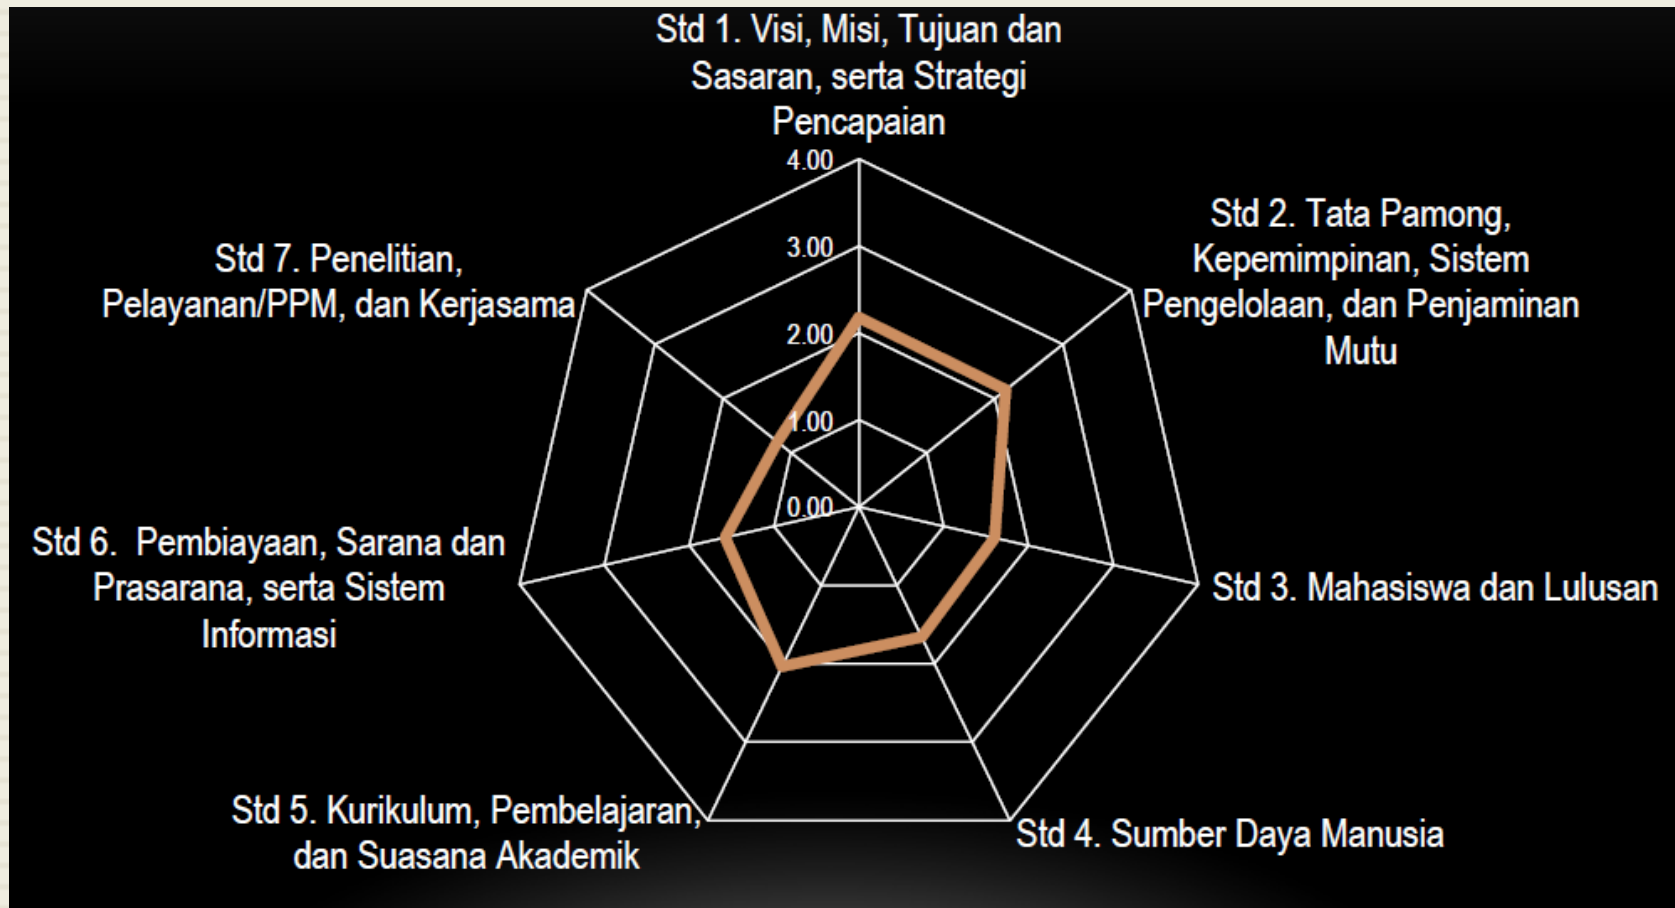 Std 1. Visi, Misi, Tujuan dan
Sasaran, serta Strategi
Pencapaian
4.00
3.00
2.00
1.00
0.00
Std 2. Tata Pamong,
Kepemimpinan, Sistem
Pengelolaan, dan Penjaminan
Mutu
Std 3. Mahasiswa dan Lulusan
Std 4. Sumber Daya Manusia
Std 5. Kurikulum, Pembelajaran,
dan Suasana Akademik
Std 6. Pembiayaan, Sarana dan
Prasarana, serta Sistem
Informasi
Std 7. Penelitian,
Pelayanan/PPM, dan Kerjasama